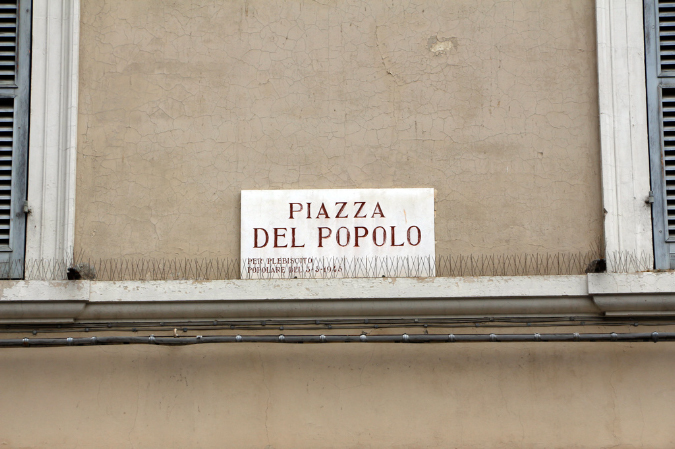 PIAZZA
DEL POPOLO
PER PLEBISCITO
POPOLARE DEL